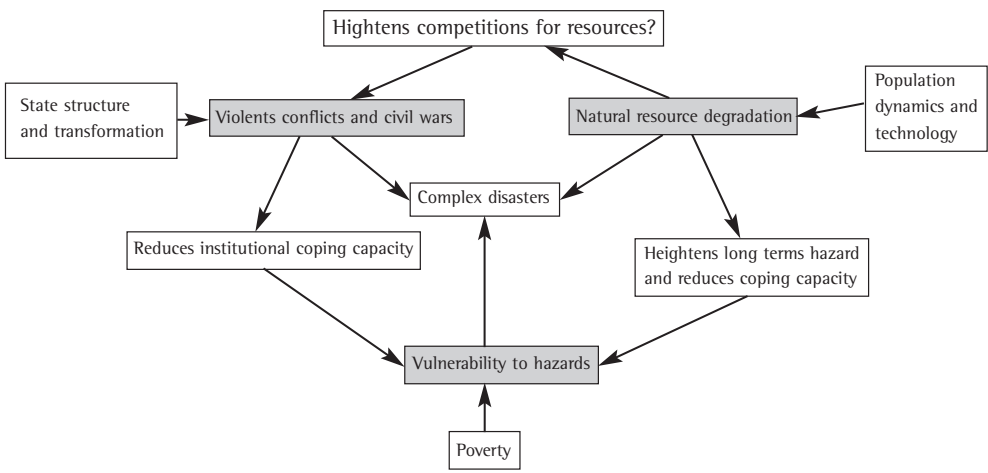 Hightens competitions for resources?
State structure
and transformation
Violents conflicts and civil wars
Natural resource degradation
Population
dynamics and
technology
Complex disasters
Reduces institutional coping capacity
Heightens long terms hazard
and reduces coping capacity
Vulnerability to hazards
Poverty